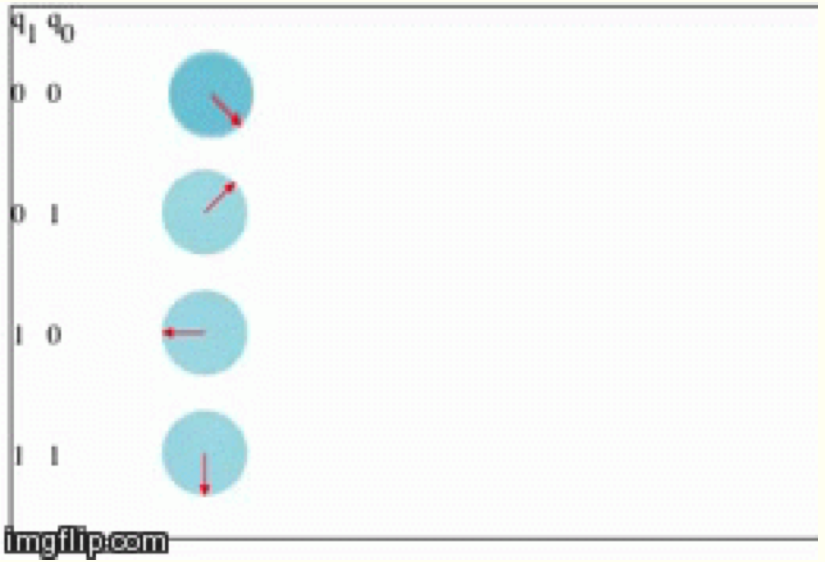 q₁ q₀
0 0
0 1
1 0
1 1
imgflip.com